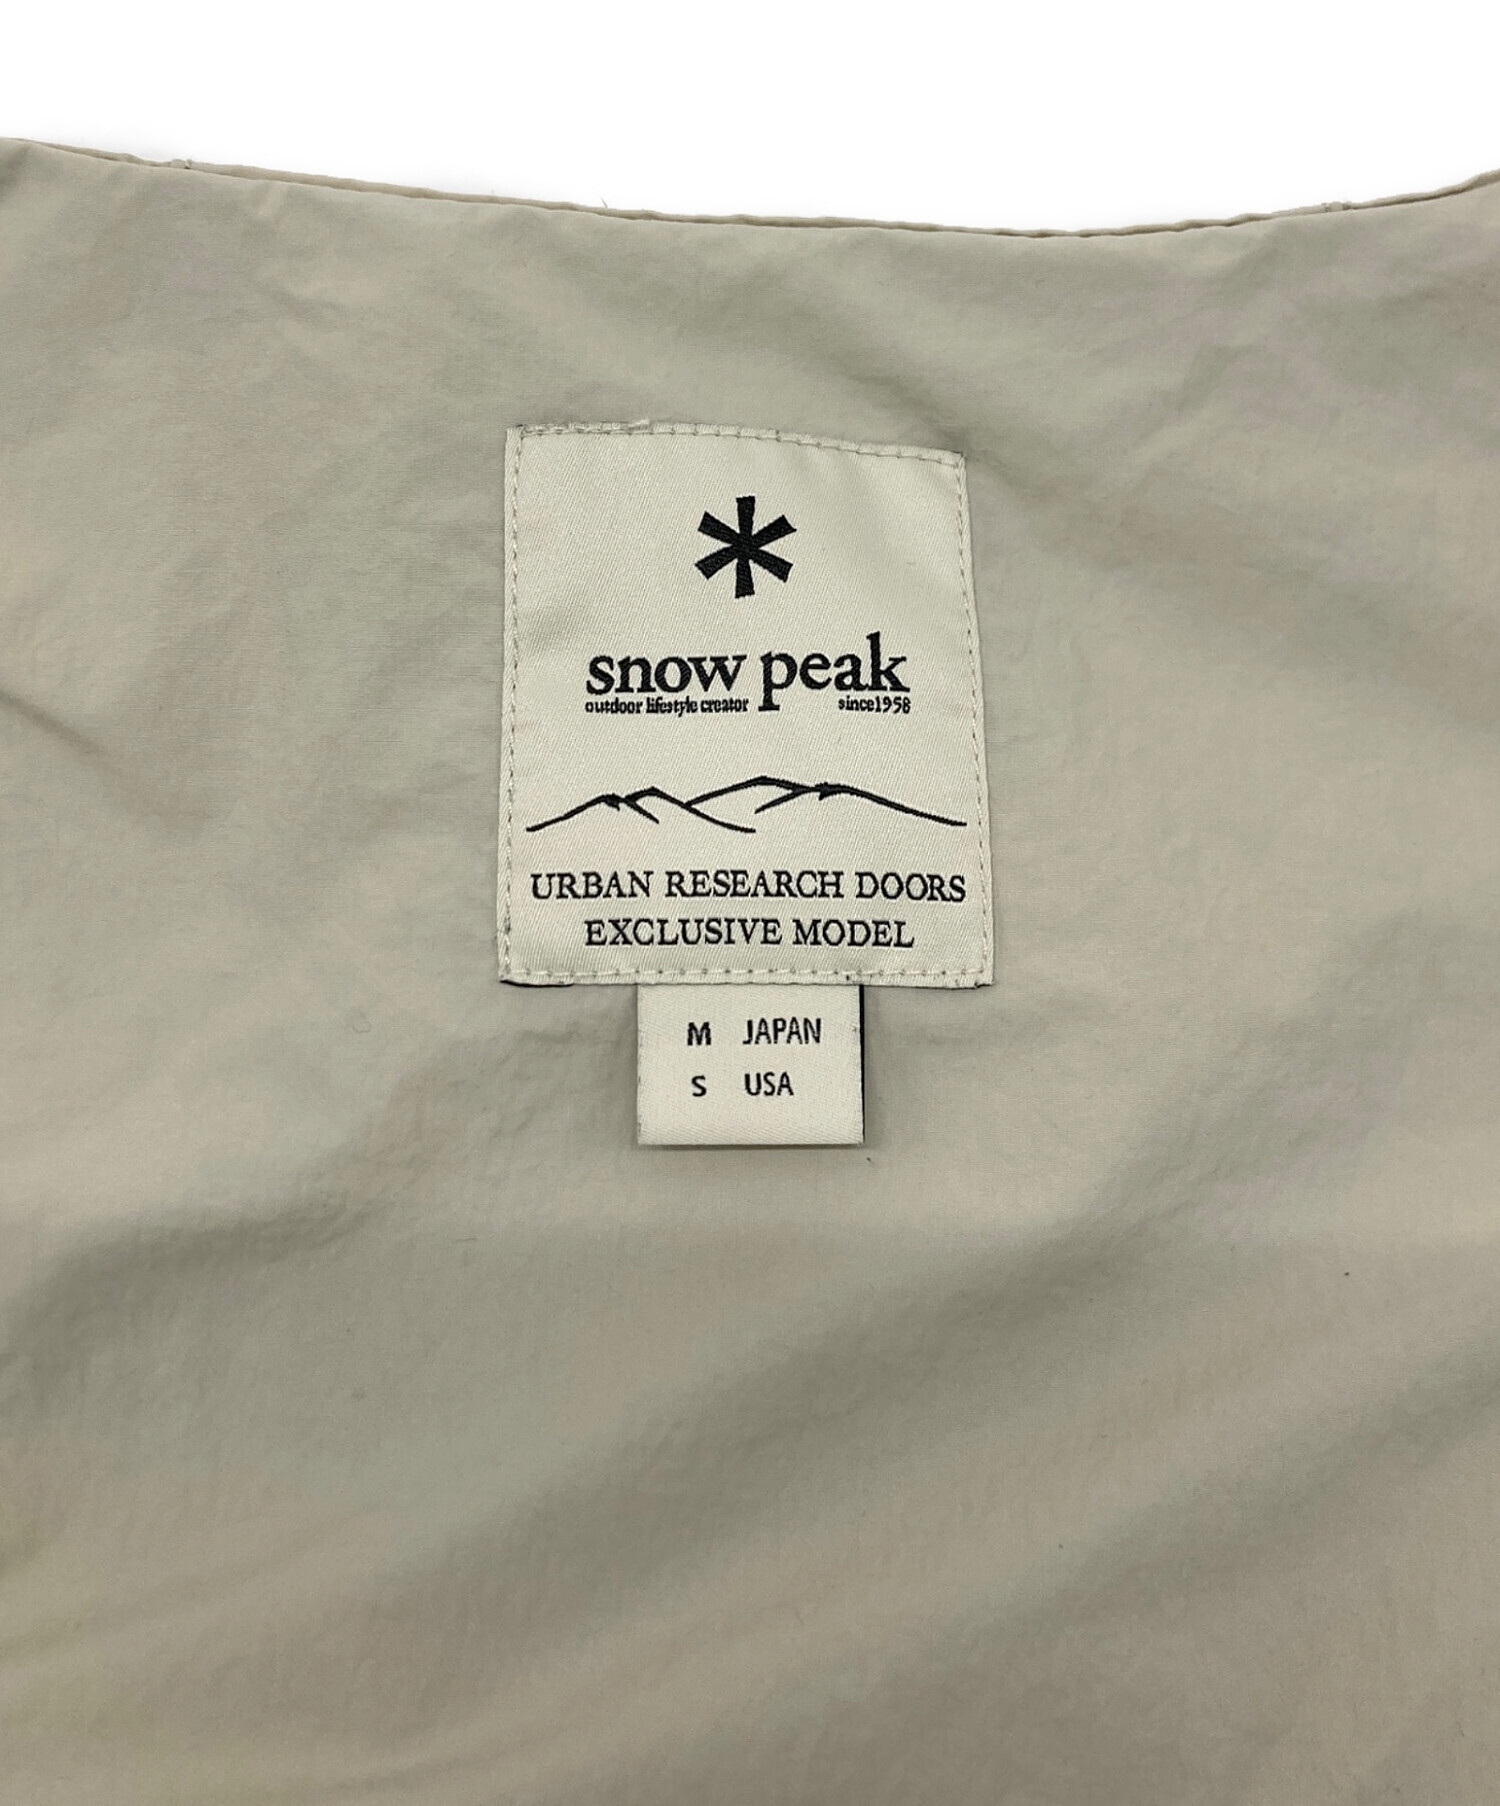 snow peak
outdoor lifestyle creator since1958
URBAN RESEARCH DOORS
EXCLUSIVE MODEL
M JAPAN
S USA